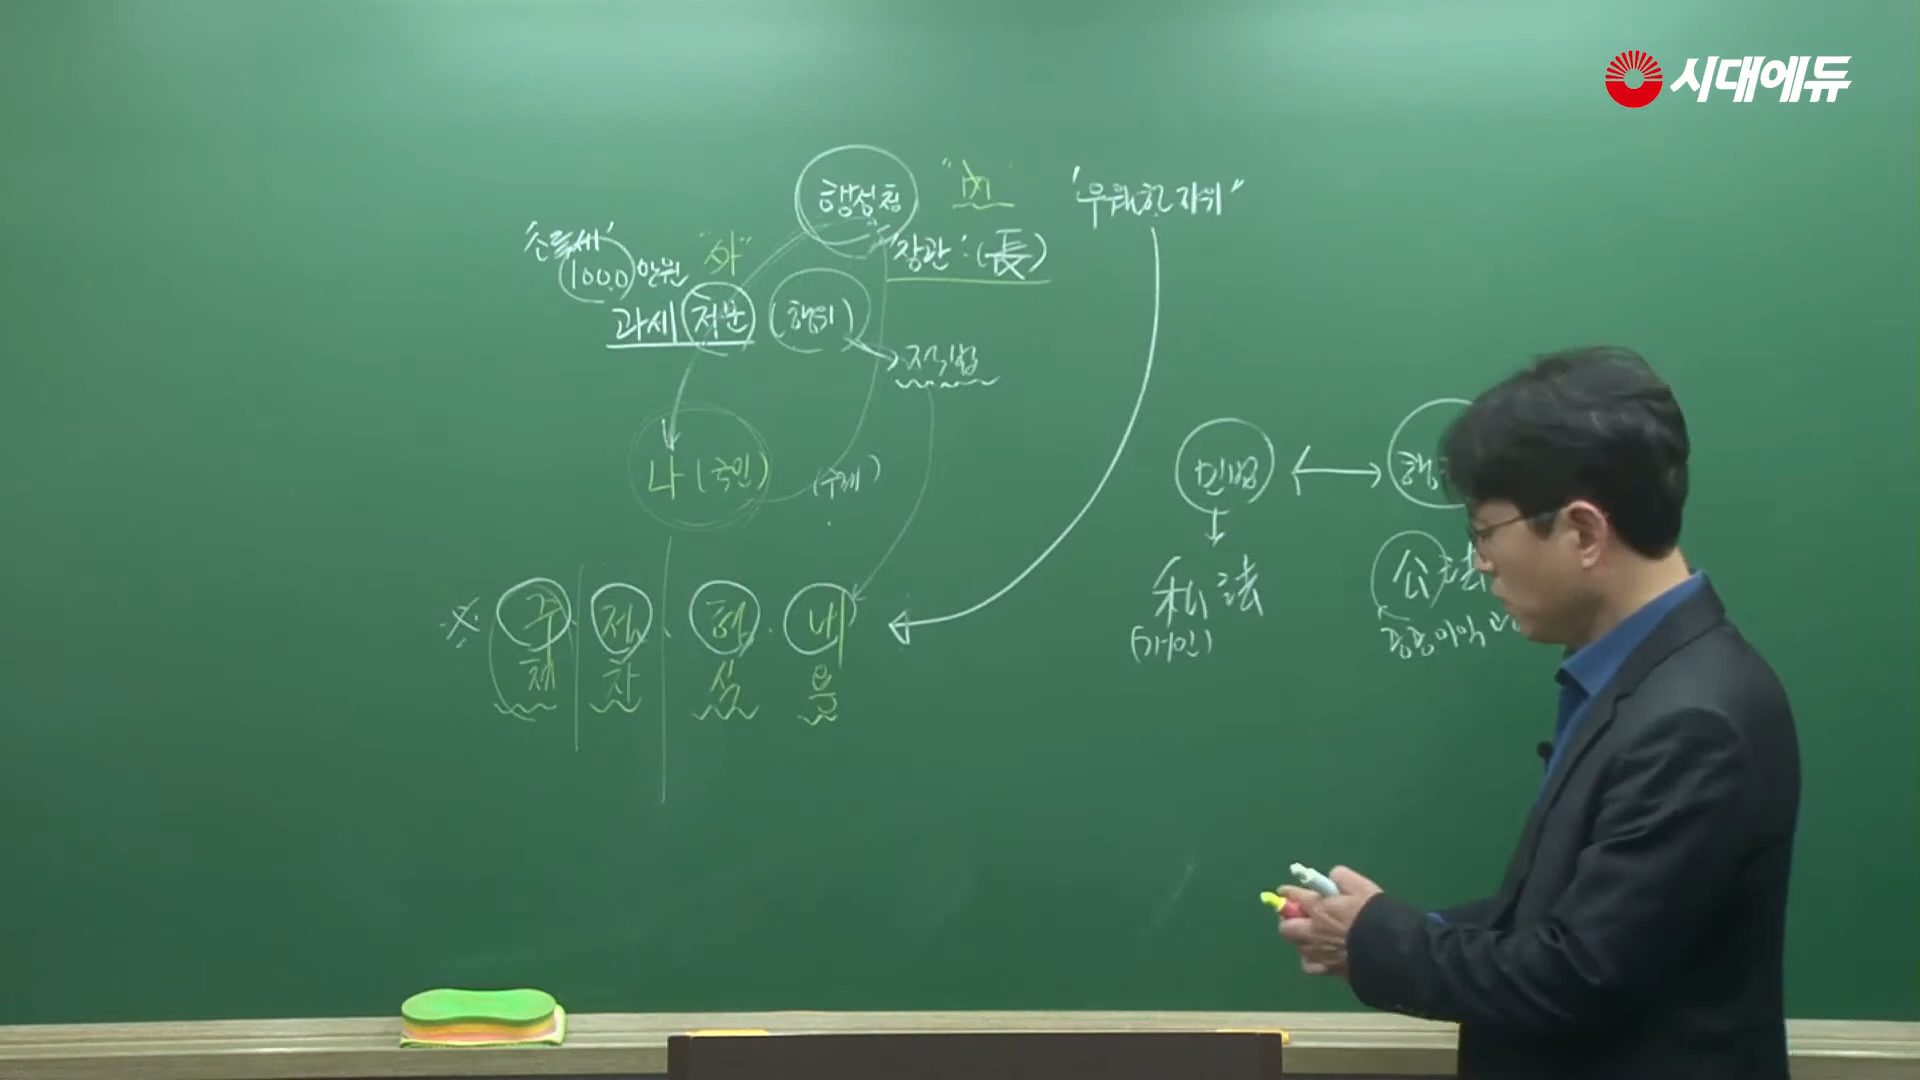 시대에듀
행정청
"內"
'우월한 지위"
'소득세'
1000만원
"外"
'장관' : (長)
과세 처분 (행위)
적법
나 (국민)
(구제)
민법 ↔ 행
私法
公法
(개인)
공공이익
※ 주. 절. 형. 내
체 차 식 용